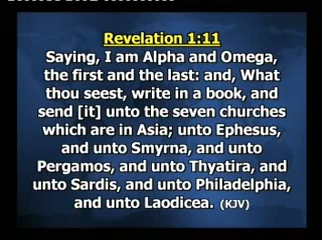 Revelation 1:11
Saying, I am Alpha and Omega,
the first and the last: and, What
thou seest, write in a book, and
send [it] unto the seven churches
which are in Asia; unto Ephesus,
and unto Smyrna, and unto
Pergamos, and unto Thyatira, and
unto Sardis, and unto Philadelphia,
and unto Laodicea. (KJV)